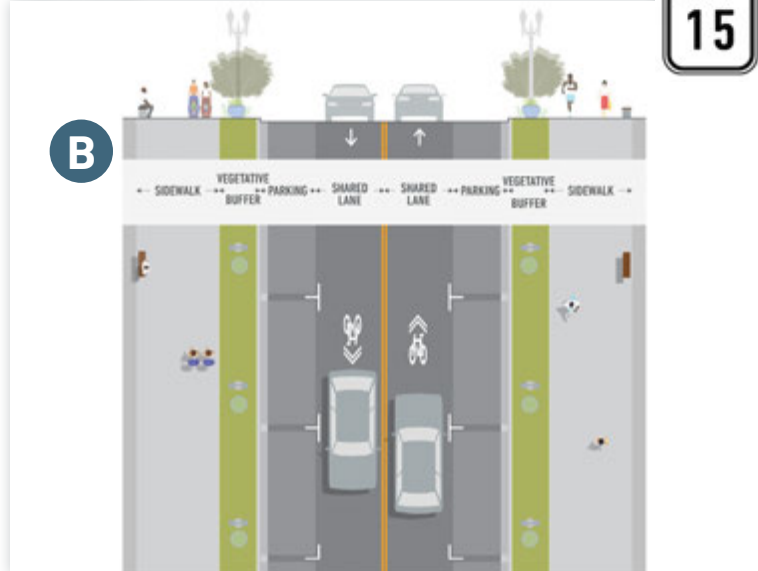 15
B
SIDEWALK VEGETATIVE BUFFER PARKING SHARED LANE SHARED LANE PARKING VEGETATIVE BUFFER SIDEWALK